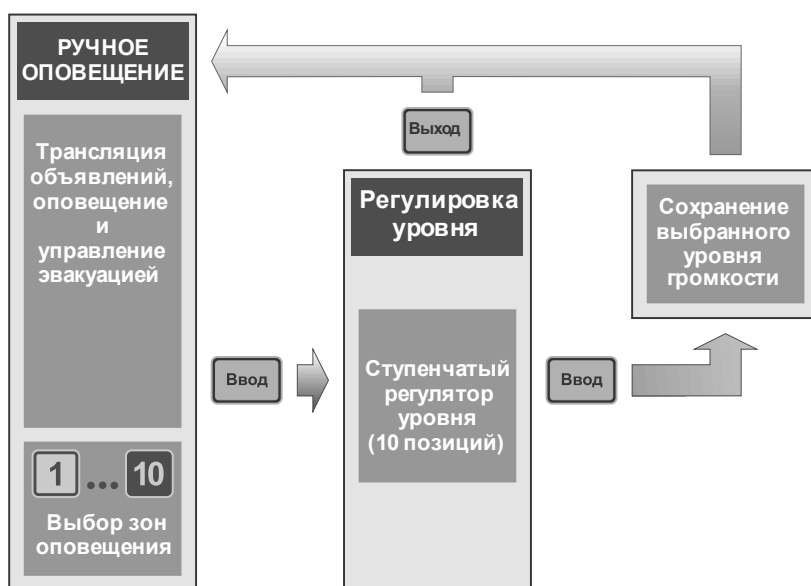 РУЧНОЕ
ОПОВЕЩЕНИЕ
Трансляция
объявлений,
оповещение
и
управление
эвакуацией
1 ... 10
Выбор зон
оповещения
Ввод
Выход
Регулировка
уровня
Ступенчатый
регулятор
уровня
(10 позиций)
Ввод
Сохранение
выбранного
уровня
громкости